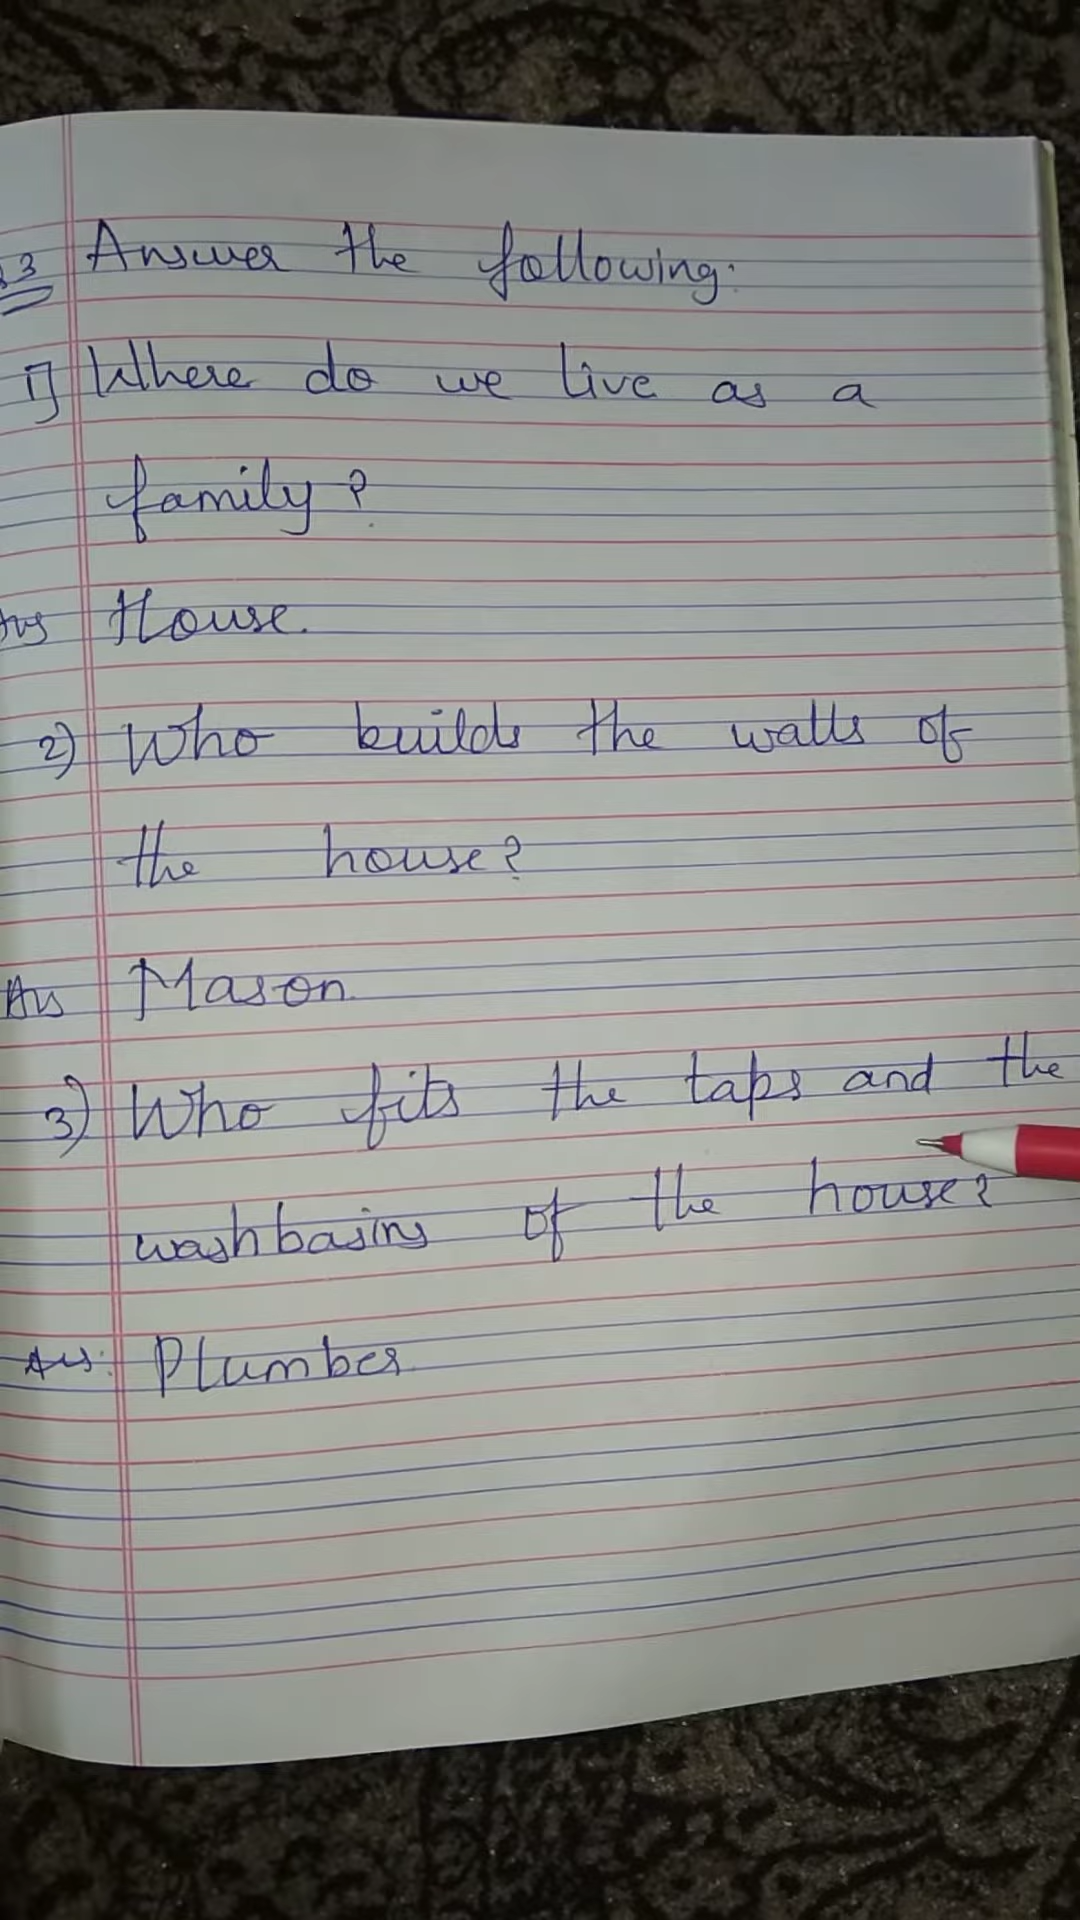 3 Answer the following:
1) Where do we live as a
family?
Ans House.
2) Who builds the walls of
the house?
Ans Mason.
3) Who fits the taps and the
washbasins of the house?
Ans: Plumber